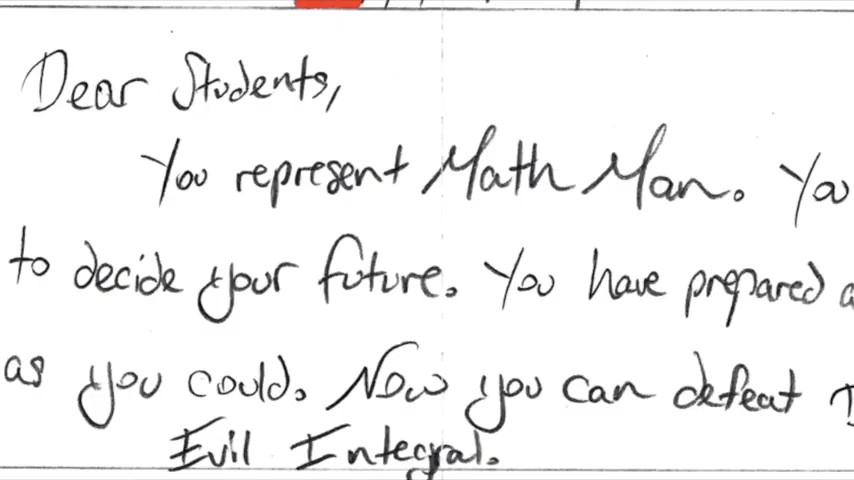 Dear Students,
You represent Math Man. You
to decide your future. You have prepared a
as you could. Now you can defeat
Evil Integral.